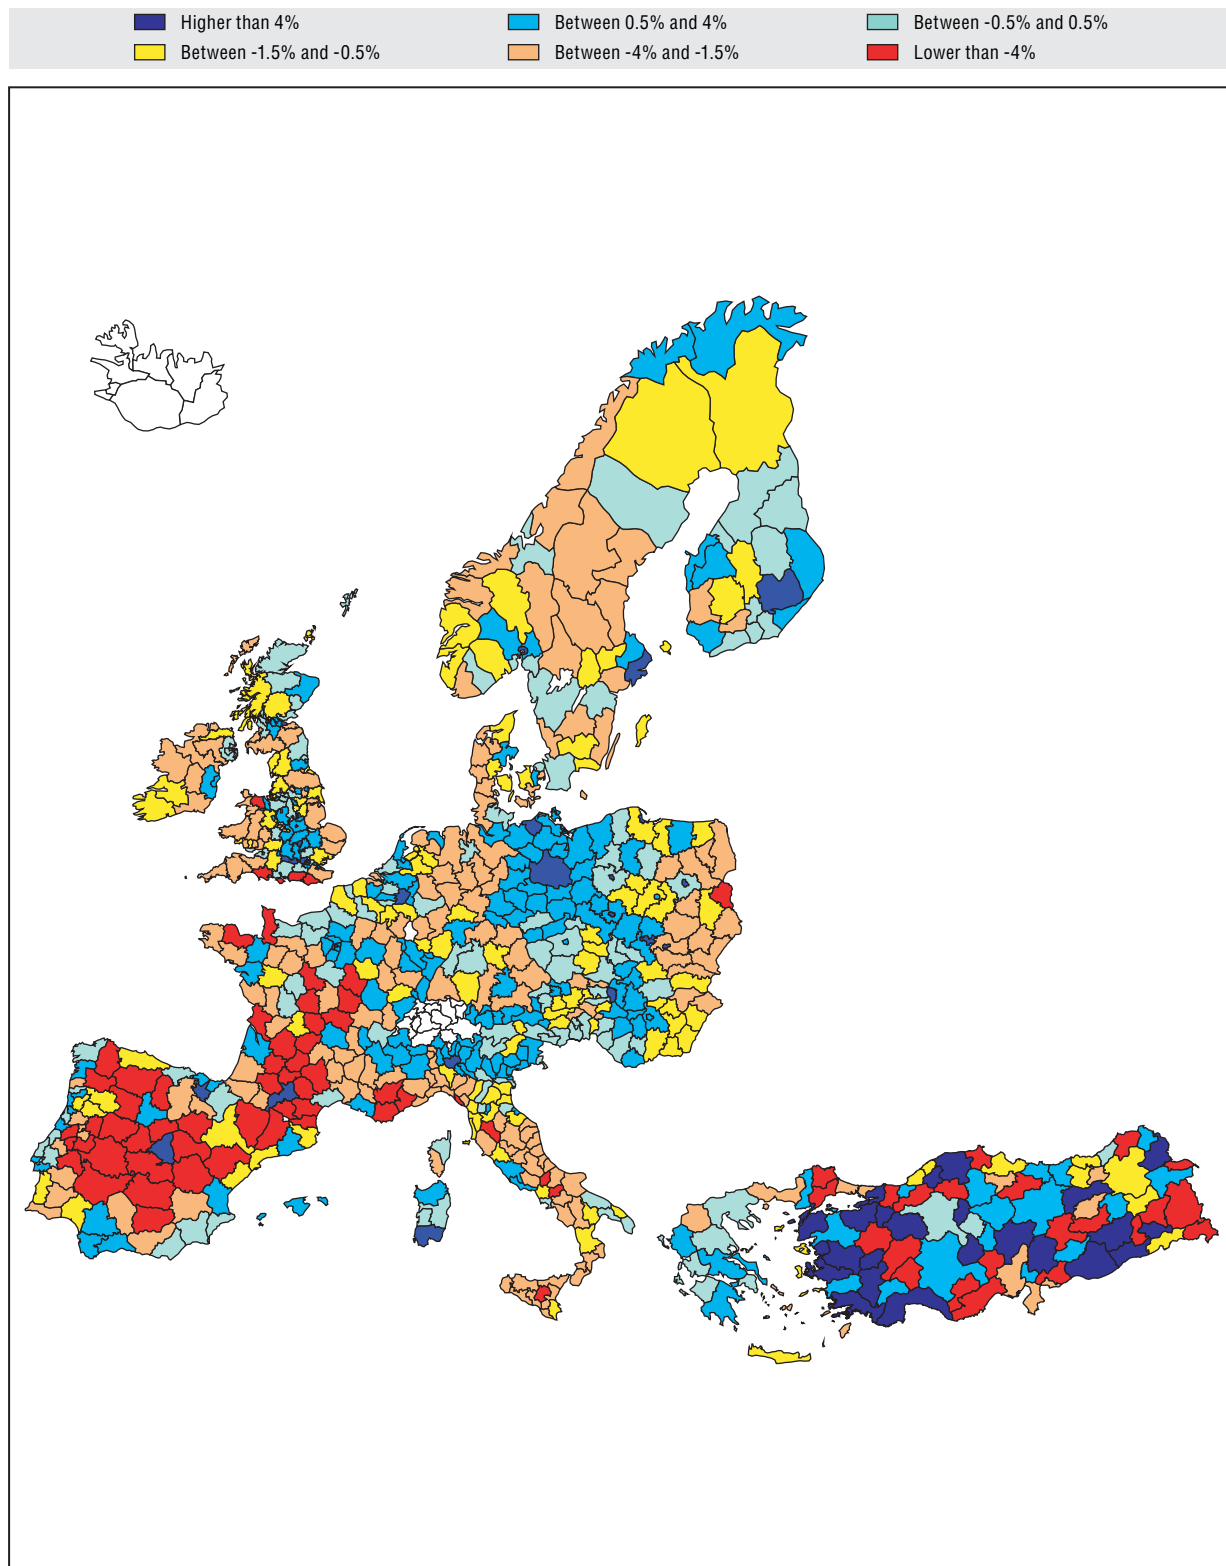 Higher than 4% Between 0.5% and 4% Between -0.5% and 0.5%
Between -1.5% and -0.5% Between -4% and -1.5% Lower than -4%